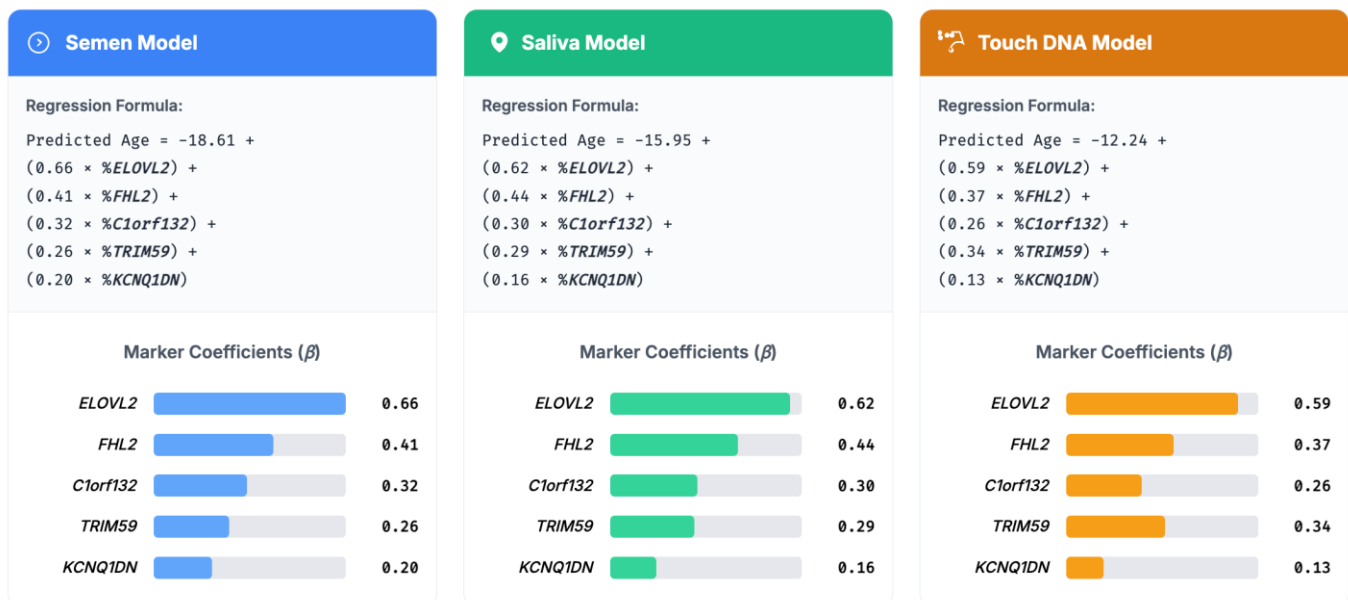 Semen Model
Regression Formula:
Predicted Age = -18.61 +
(0.66 × %ELOVL2) +
(0.41 × %FHL2) +
(0.32 × %C1orf132) +
(0.26 × %TRIM59) +
(0.20 × %KCNQ1DN)
Marker Coefficients (β)
ELOVL2 0.66
FHL2 0.41
C1orf132 0.32
TRIM59 0.26
KCNQ1DN 0.20
Saliva Model
Regression Formula:
Predicted Age = -15.95 +
(0.62 × %ELOVL2) +
(0.44 × %FHL2) +
(0.30 × %C1orf132) +
(0.29 × %TRIM59) +
(0.16 × %KCNQ1DN)
Marker Coefficients (β)
ELOVL2 0.62
FHL2 0.44
C1orf132 0.30
TRIM59 0.29
KCNQ1DN 0.16
Touch DNA Model
Regression Formula:
Predicted Age = -12.24 +
(0.59 × %ELOVL2) +
(0.37 × %FHL2) +
(0.26 × %C1orf132) +
(0.34 × %TRIM59) +
(0.13 × %KCNQ1DN)
Marker Coefficients (β)
ELOVL2 0.59
FHL2 0.37
C1orf132 0.26
TRIM59 0.34
KCNQ1DN 0.13